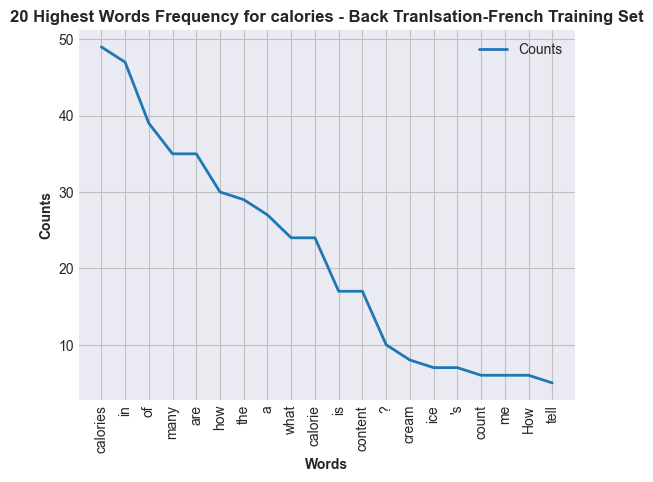 20 Highest Words Frequency for calories - Back Tranlsation-French Training Set
Counts
50
40
30
20
10
Counts
calories
in
of
many
are
how
the
a
what
calorie
is
content
?
cream
ice
's
count
me
How
tell
Words